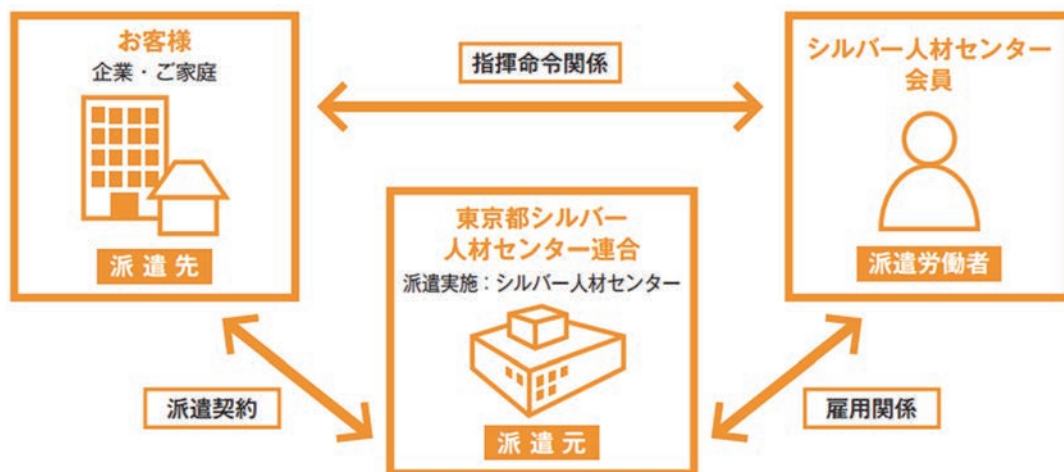 お客様
企業・ご家庭
派遣先
指揮命令関係
シルバー人材センター
会員
派遣労働者
東京都シルバー
人材センター連合
派遣実施：シルバー人材センター
派遣元
派遣契約
雇用関係